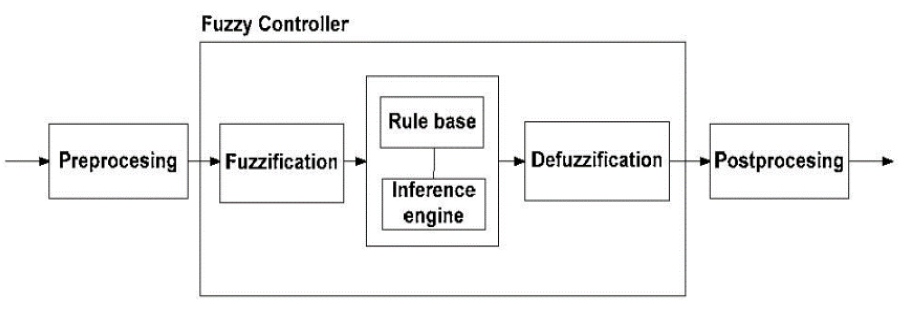 Fuzzy Controller
Preprocesing
Fuzzification
Rule base
Inference
engine
Defuzzification
Postprocesing